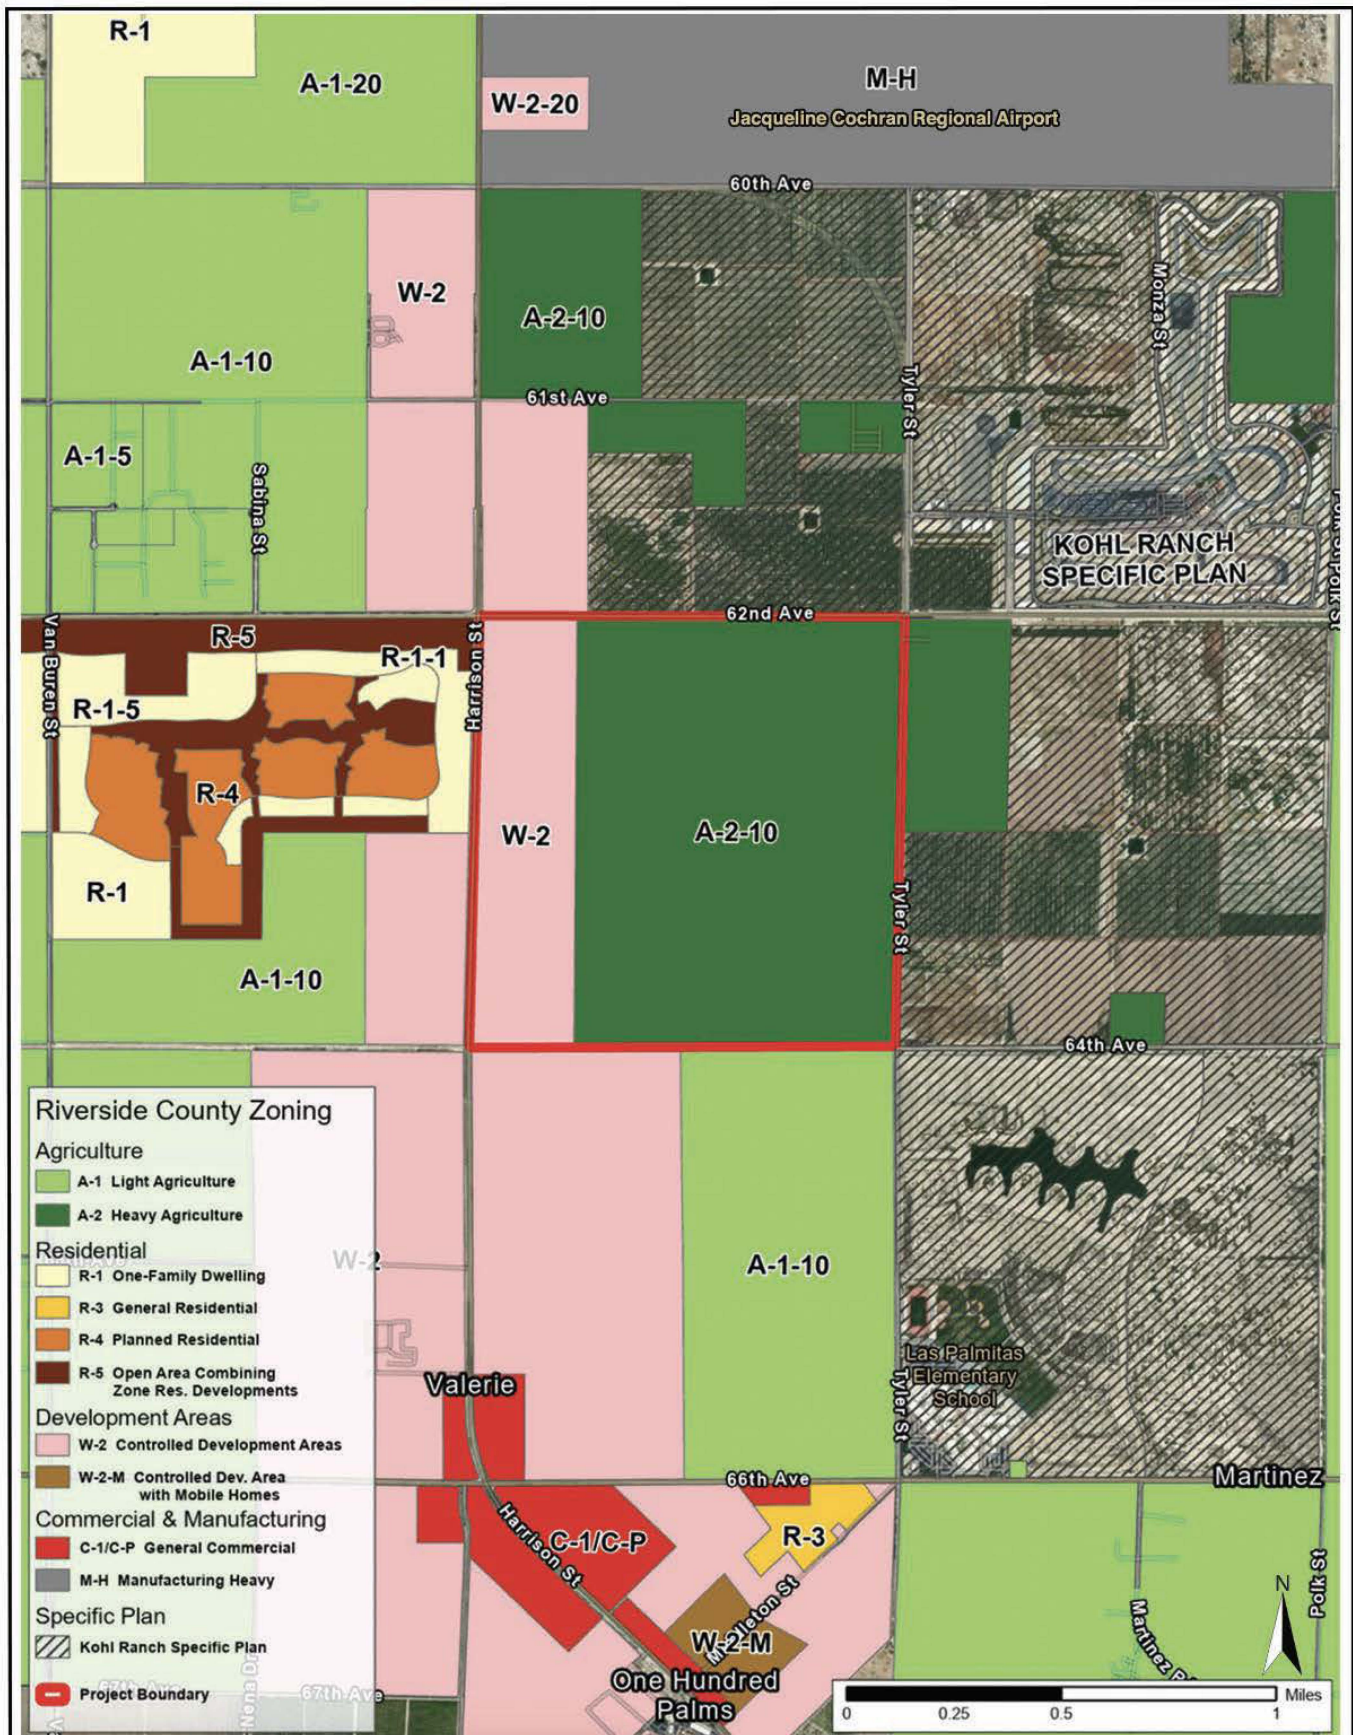 R-1
A-1-20
M-H
W-2-20
Jacqueline Cochran Regional Airport
60th Ave
W-2
A-2-10
Monza St
A-1-10
61st Ave
Tyler St
A-1-5
Sabina St
KOHL RANCH
SPECIFIC PLAN
Polk St
62nd Ave
Van Buren St
R-5
R-1-1
Harrison St
R-1-5
R-4
W-2
A-2-10
R-1
Tyler St
A-1-10
64th Ave
Riverside County Zoning
Agriculture
A-1 Light Agriculture
A-2 Heavy Agriculture
Residential
R-1 One-Family Dwelling
R-3 General Residential
R-4 Planned Residential
R-5 Open Area Combining
Zone Res. Developments
Development Areas
W-2 Controlled Development Areas
W-2-M Controlled Dev. Area
with Mobile Homes
Commercial & Manufacturing
C-1/C-P General Commercial
M-H Manufacturing Heavy
Specific Plan
Kohl Ranch Specific Plan
Project Boundary
W-2
A-1-10
Las Palmitas
Elementary
School
Valerie
Tyler St
66th Ave
Martinez
Harrison St
C-1/C-P
R-3
Polk St
W-2-M
One Hundred
Palms
67th Ave
67th Ave
N
Miles
0 0.25 0.5 1